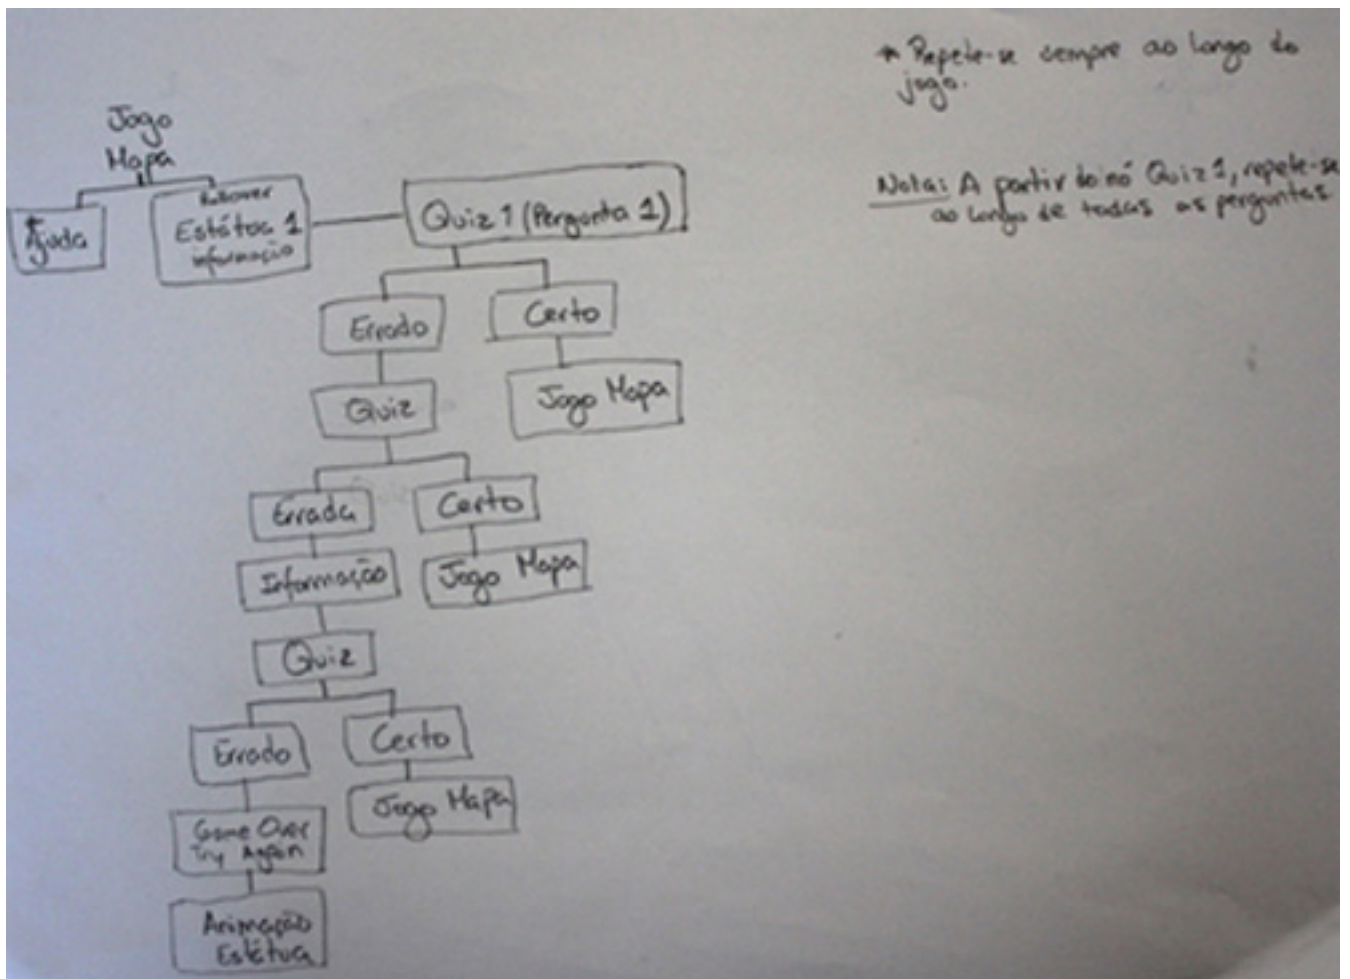 * Repete-se sempre ao longo do
jogo.
Nota: A partir do nó Quiz 1, repete-se
ao longo de todas as perguntas
Jogo
Mapa
* Ajuda
Rollover
Estátua 1
informação
Quiz 1 (Pergunta 1)
Errado
Certo
Quiz
Jogo Mapa
Errada
Certo
Informação
Jogo Mapa
Quiz
Errado
Certo
Jogo Mapa
Game Over
Try Again
Animação
Estátua